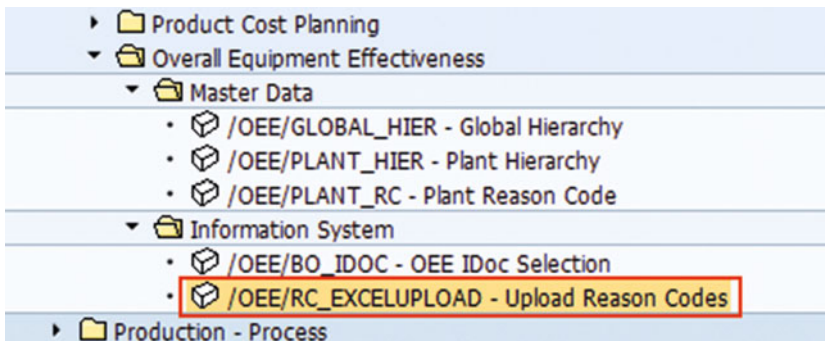 Product Cost Planning
Overall Equipment Effectiveness
Master Data
/OEE/GLOBAL_HIER - Global Hierarchy
/OEE/PLANT_HIER - Plant Hierarchy
/OEE/PLANT_RC - Plant Reason Code
Information System
/OEE/BO_IDOC - OEE IDoc Selection
/OEE/RC_EXCELUPLOAD - Upload Reason Codes
Production - Process